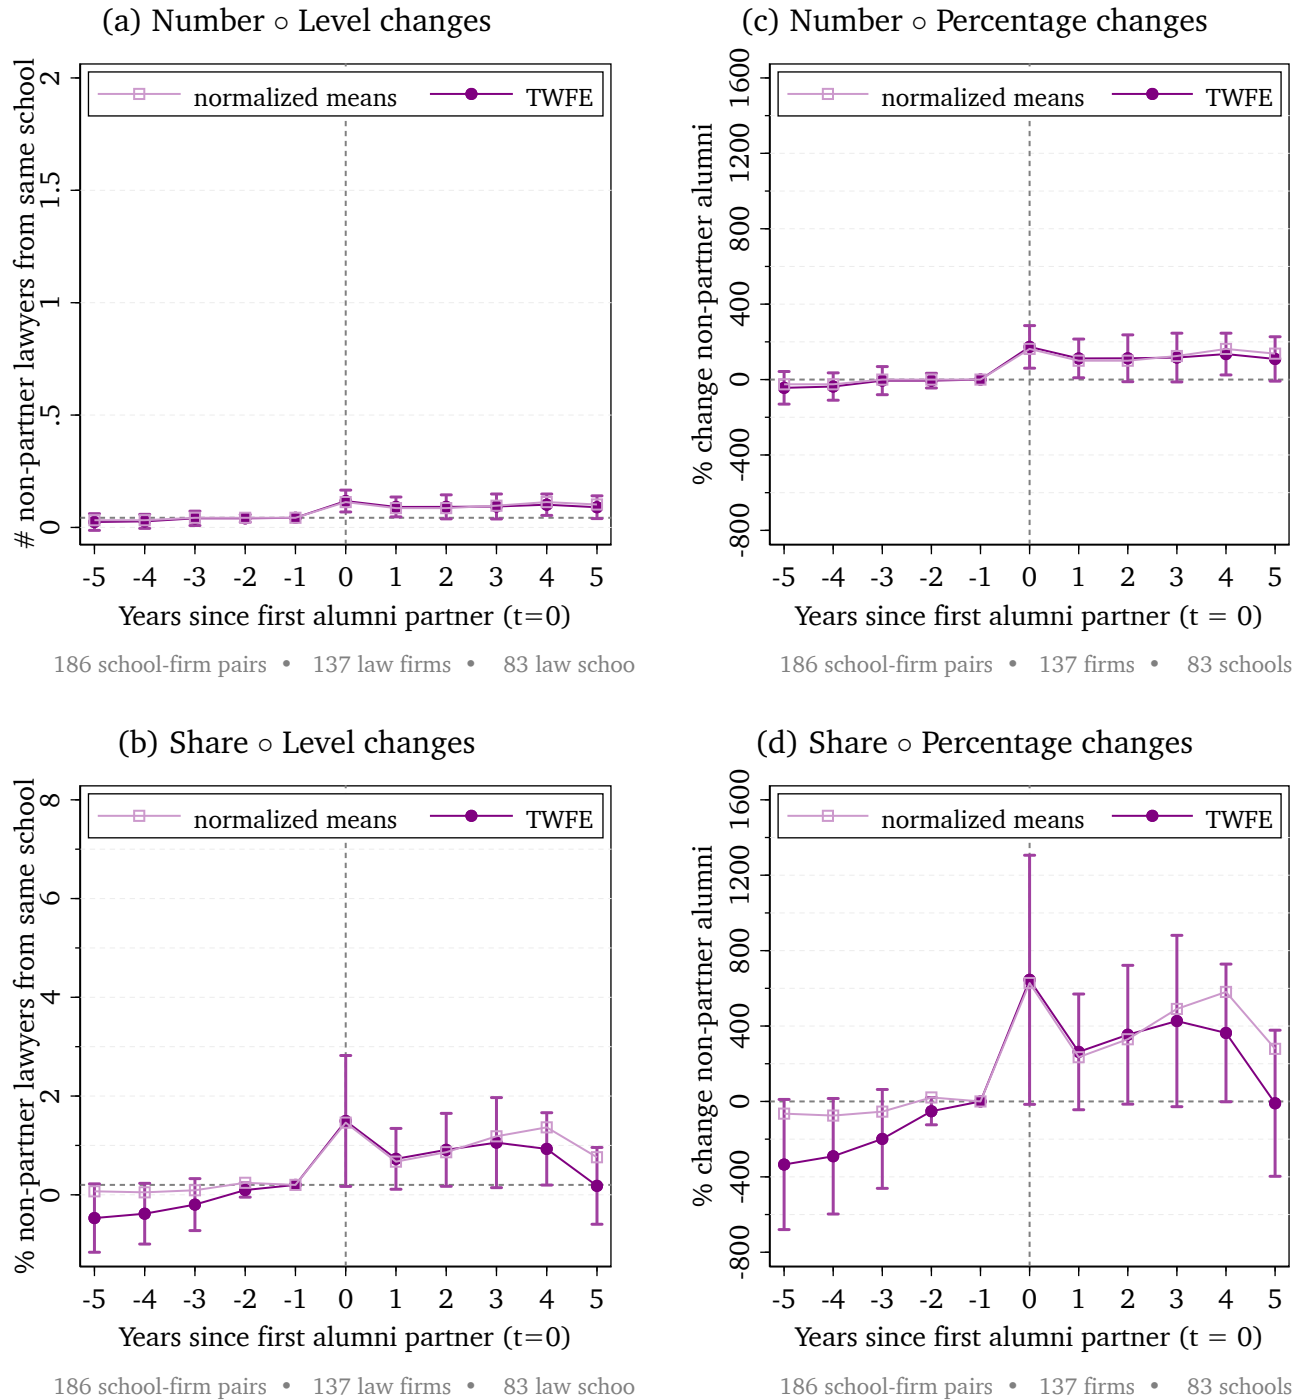 (a) Number ∘ Level changes
# non-partner lawyers from same school
2
1.5
1
.5
0
normalized means
TWFE
-5 -4 -3 -2 -1 0 1 2 3 4 5
Years since first alumni partner (t=0)
186 school-firm pairs • 137 law firms • 83 law schoo
(c) Number ∘ Percentage changes
% change non-partner alumni
1600
1200
800
400
0
-400
-800
normalized means
TWFE
-5 -4 -3 -2 -1 0 1 2 3 4 5
Years since first alumni partner (t = 0)
186 school-firm pairs • 137 firms • 83 schools
(b) Share ∘ Level changes
% non-partner lawyers from same school
8
6
4
2
0
normalized means
TWFE
-5 -4 -3 -2 -1 0 1 2 3 4 5
Years since first alumni partner (t=0)
186 school-firm pairs • 137 law firms • 83 law schoo
(d) Share ∘ Percentage changes
% change non-partner alumni
1600
1200
800
400
0
-400
-800
normalized means
TWFE
-5 -4 -3 -2 -1 0 1 2 3 4 5
Years since first alumni partner (t = 0)
186 school-firm pairs • 137 firms • 83 schools